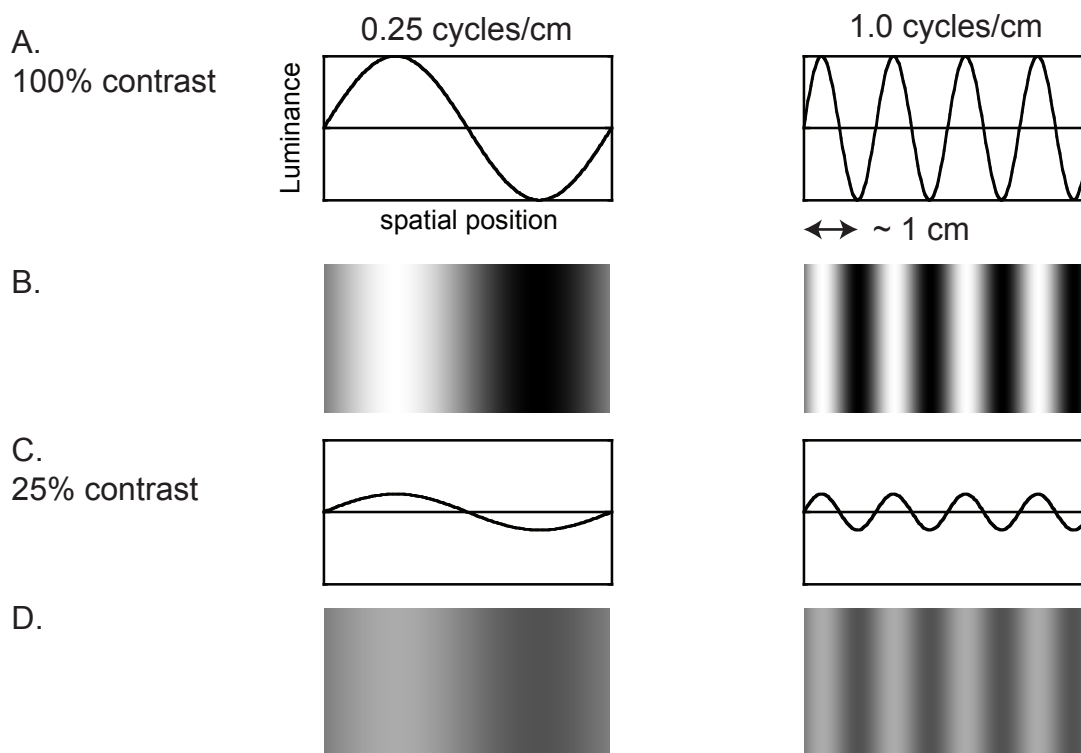 A.
100% contrast
0.25 cycles/cm
1.0 cycles/cm
Luminance
spatial position
~ 1 cm
B.
C.
25% contrast
D.